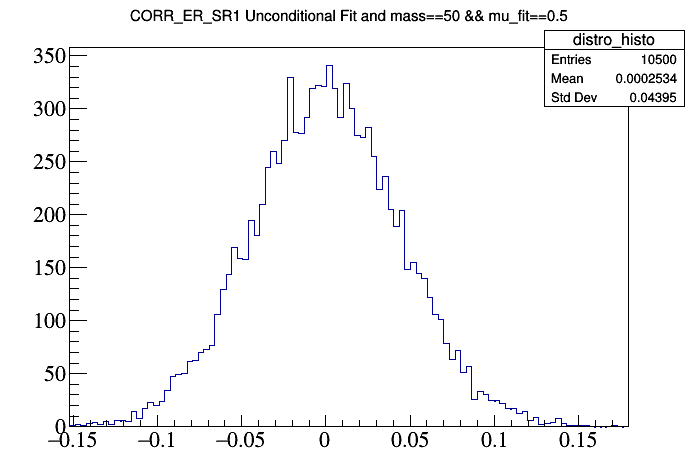 CORR_ER_SR1 Unconditional Fit and mass==50 && mu_fit==0.5
distro_histo
Entries 10500
Mean 0.0002534
Std Dev 0.04395
350
300
250
200
150
100
50
0
−0.15 −0.1 −0.05 0 0.05 0.1 0.15